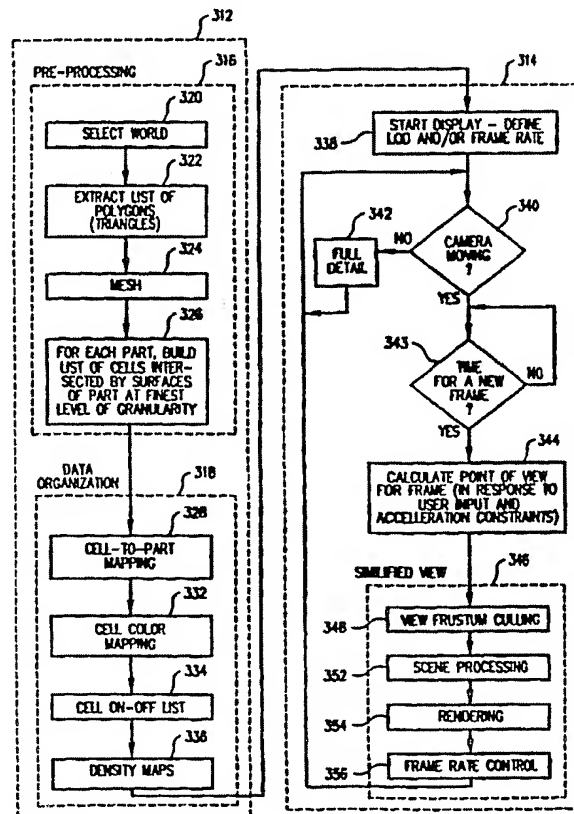 312
PRE-PROCESSING
316
320
SELECT WORLD
322
EXTRACT LIST OF
POLYGONS
(TRIANGLES)
324
MESH
326
FOR EACH PART, BUILD
LIST OF CELLS INTER-
SECTED BY SURFACES
OF PART AT FINEST
LEVEL OF GRANULARITY
DATA
ORGANIZATION
318
328
CELL-TO-PART
MAPPING
332
CELL COLOR
MAPPING
334
CELL ON-OFF LIST
336
DENSITY MAPS
314
START DISPLAY - DEFINE
LOD AND/OR FRAME RATE
338
340
CAMERA
MOVING
?
NO
342
FULL
DETAIL
YES
343
TIME
FOR A NEW
FRAME
?
NO
YES
344
CALCULATE POINT OF VIEW
FOR FRAME (IN RESPONSE TO
USER INPUT AND
ACCELLERATION CONSTRAINTS)
SIMILIFIED VIEW
346
348
VIEW FRUSTUM CULLING
352
SCENE PROCESSING
354
RENDERING
356
FRAME RATE CONTROL